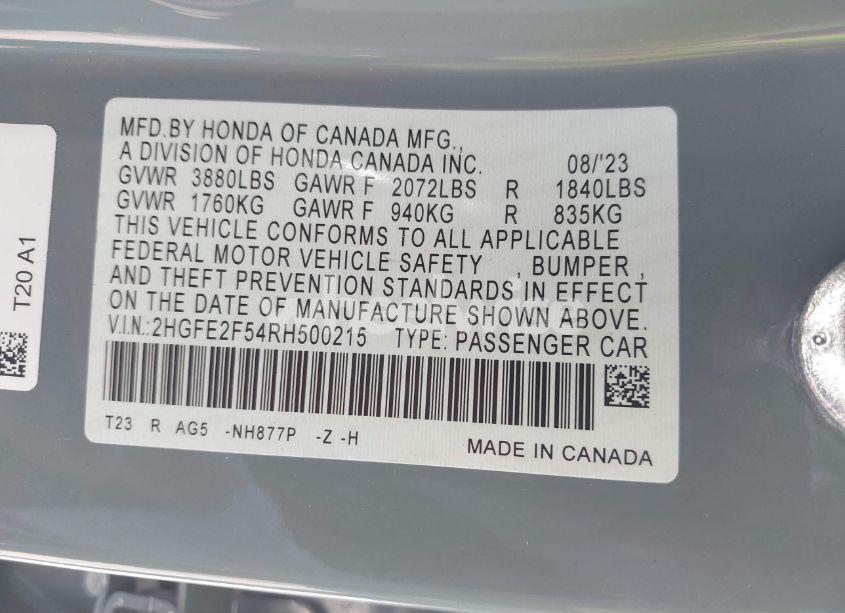 MFD.BY HONDA OF CANADA MFG.,
A DIVISION OF HONDA CANADA INC. 08/'23
GVWR 3880LBS GAWR F 2072LBS R 1840LBS
GVWR 1760KG GAWR F 940KG R 835KG
THIS VEHICLE CONFORMS TO ALL APPLICABLE
FEDERAL MOTOR VEHICLE SAFETY , BUMPER ,
AND THEFT PREVENTION STANDARDS IN EFFECT
ON THE DATE OF MANUFACTURE SHOWN ABOVE.
V.I.N.:2HGFE2F54RH500215 TYPE: PASSENGER CAR
T23 R AG5 -NH877P -Z -H
MADE IN CANADA
T20 A1